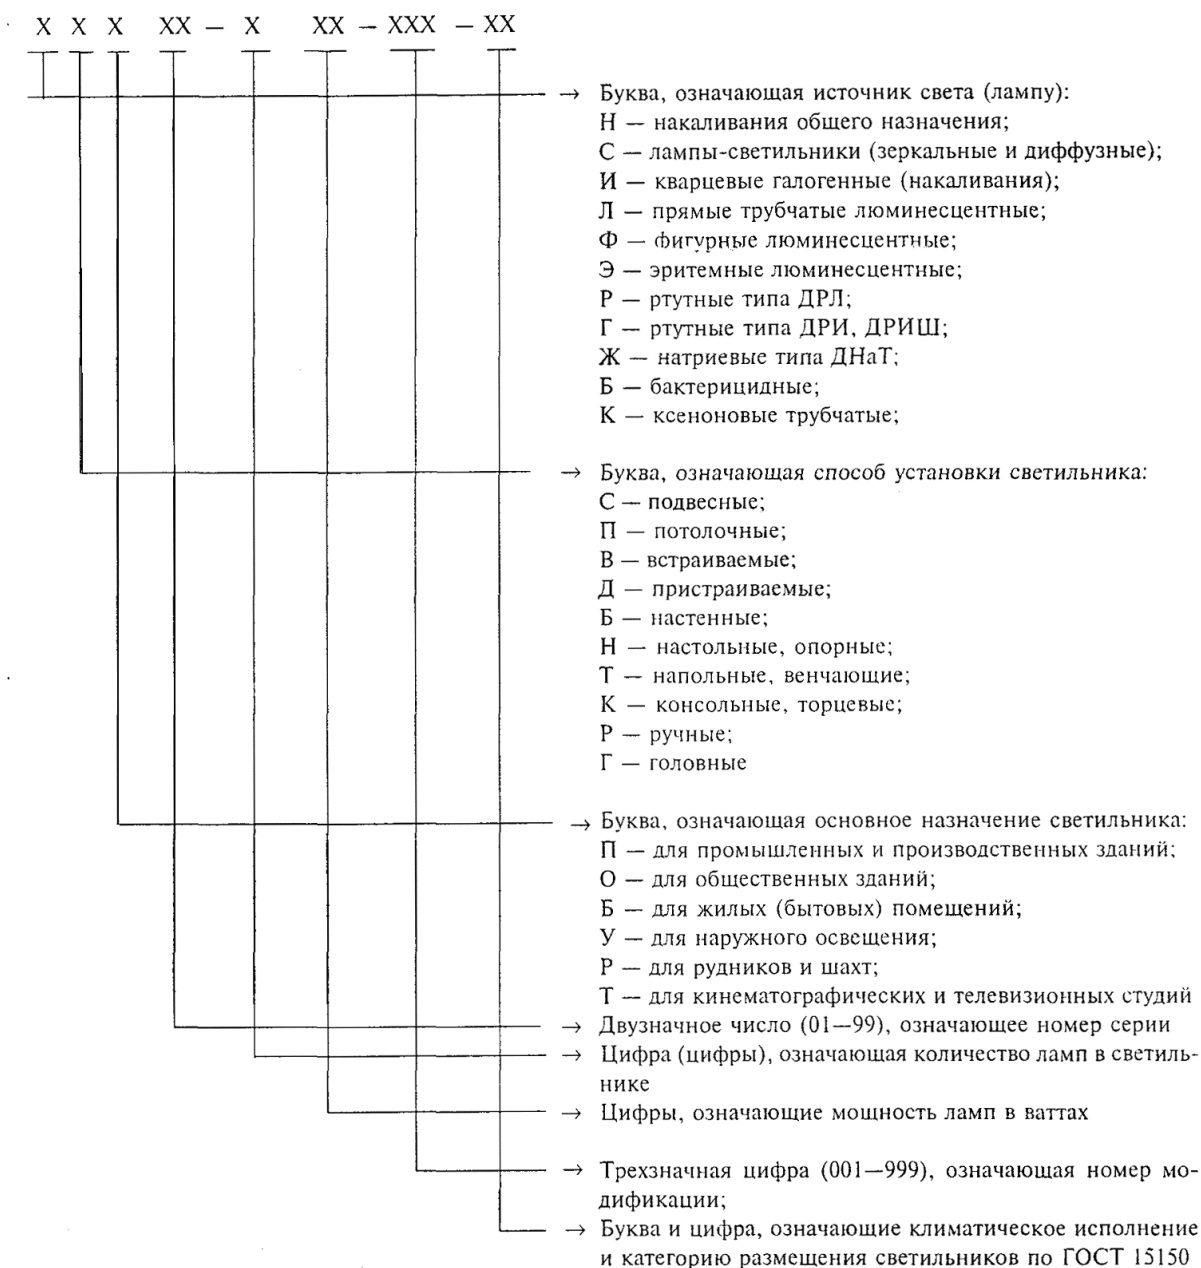 Х Х Х ХХ – Х ХХ – ХХХ – ХХ
→ Буква, означающая источник света (лампу):
Н — накаливания общего назначения;
С — лампы-светильники (зеркальные и диффузные);
И — кварцевые галогенные (накаливания);
Л — прямые трубчатые люминесцентные;
Ф — фигурные люминесцентные;
Э — эритемные люминесцентные;
Р — ртутные типа ДРЛ;
Г — ртутные типа ДРИ, ДРИШ;
Ж — натриевые типа ДНаТ;
Б — бактерицидные;
К — ксеноновые трубчатые;
→ Буква, означающая способ установки светильника:
С — подвесные;
П — потолочные;
В — встраиваемые;
Д — пристраиваемые;
Б — настенные;
Н — настольные, опорные;
Т — напольные, венчающие;
К — консольные, торцевые;
Р — ручные;
Г — головные
→ Буква, означающая основное назначение светильника:
П — для промышленных и производственных зданий;
О — для общественных зданий;
Б — для жилых (бытовых) помещений;
У — для наружного освещения;
Р — для рудников и шахт;
Т — для кинематографических и телевизионных студий
→ Двузначное число (01—99), означающее номер серии
→ Цифра (цифры), означающая количество ламп в светиль-
нике
→ Цифры, означающие мощность ламп в ваттах
→ Трехзначная цифра (001—999), означающая номер мо-
дификации;
→ Буква и цифра, означающие климатическое исполнение
и категорию размещения светильников по ГОСТ 15150